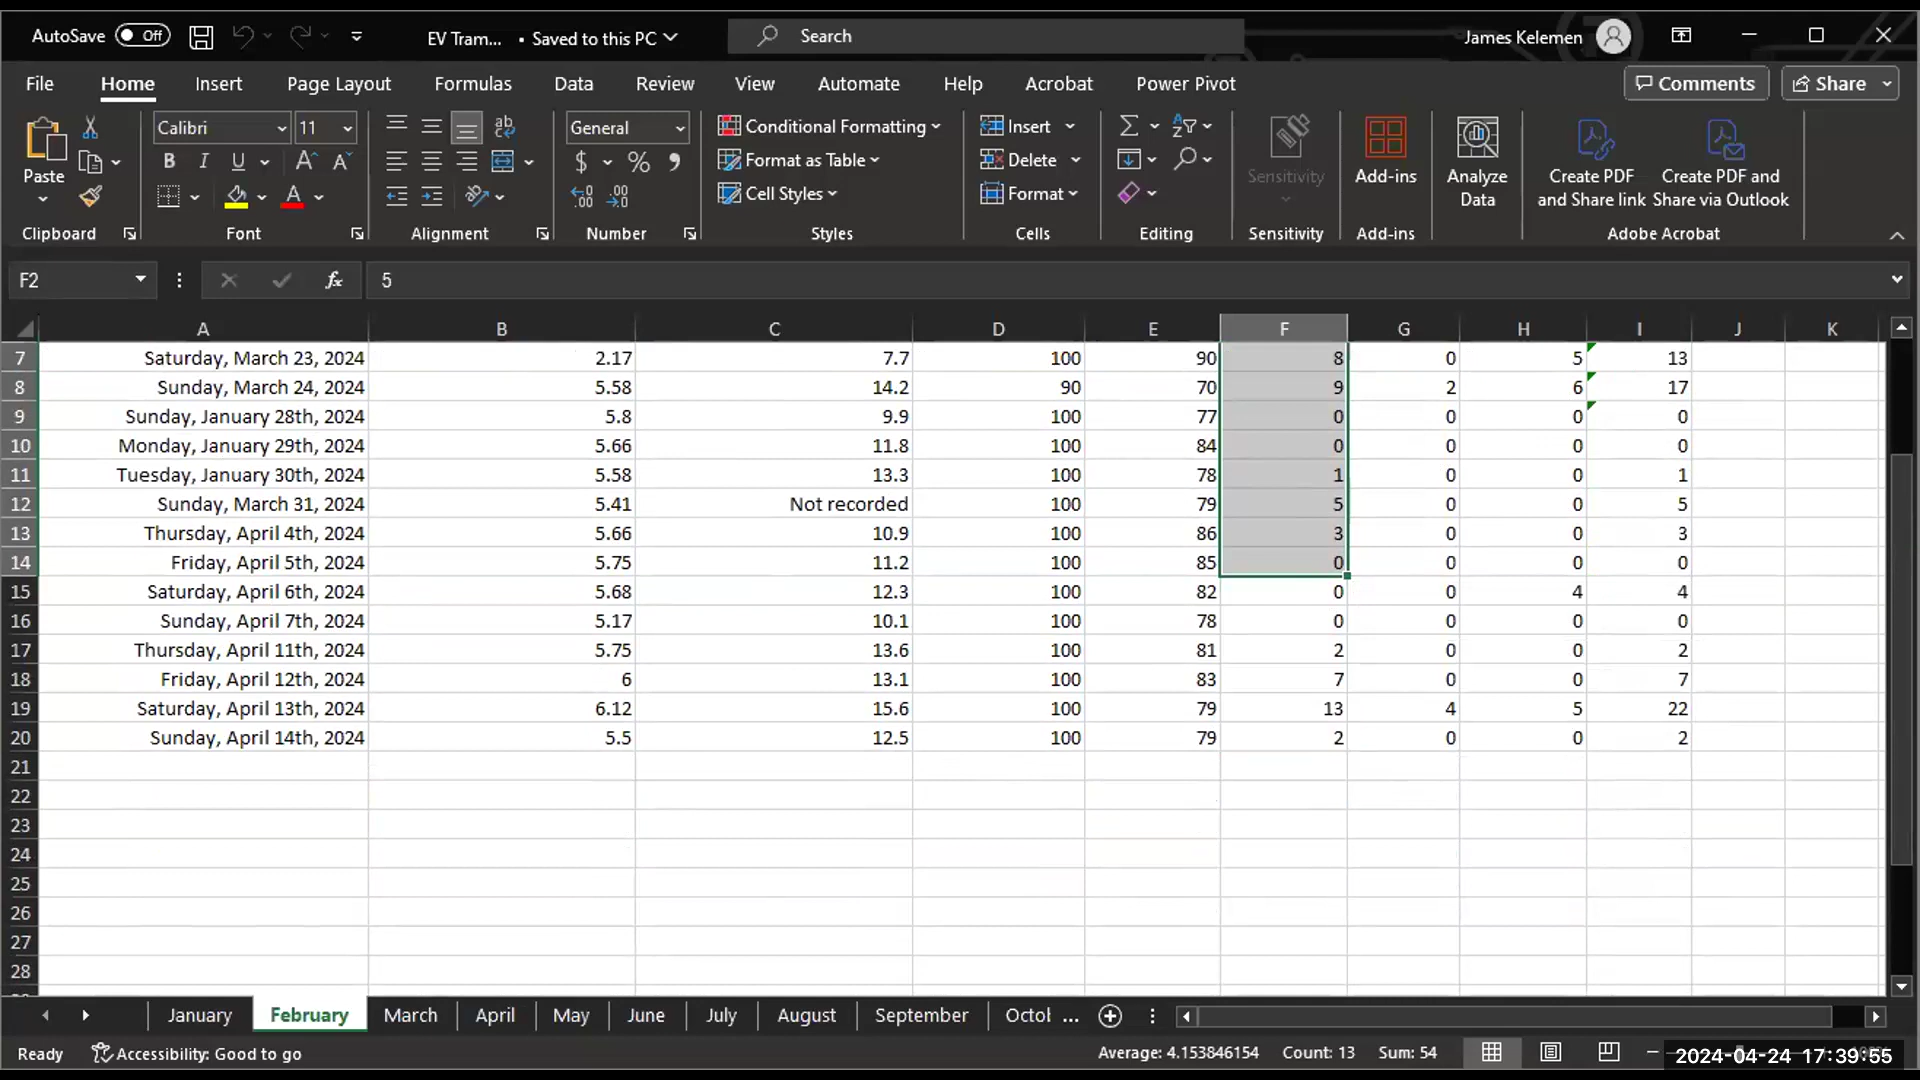 AutoSave Off EV Tram... • Saved to this PC Search James Kelemen
File Home Insert Page Layout Formulas Data Review View Automate Help Acrobat Power Pivot Comments Share
Calibri 11 General Conditional Formatting Insert
Paste B I U $ % Format as Table Delete Sensitivity Add-ins Analyze Data Create PDF and Share link Create PDF and Share via Outlook
Cell Styles Format
Clipboard Font Alignment Number Styles Cells Editing Sensitivity Add-ins Adobe Acrobat
F2 fx 5
A B C D E F G H I J K
7 Saturday, March 23, 2024 2.17 7.7 100 90 8 0 5 13
8 Sunday, March 24, 2024 5.58 14.2 90 70 9 2 6 17
9 Sunday, January 28th, 2024 5.8 9.9 100 77 0 0 0 0
10 Monday, January 29th, 2024 5.66 11.8 100 84 0 0 0 0
11 Tuesday, January 30th, 2024 5.58 13.3 100 78 1 0 0 1
12 Sunday, March 31, 2024 5.41 Not recorded 100 79 5 0 0 5
13 Thursday, April 4th, 2024 5.66 10.9 100 86 3 0 0 3
14 Friday, April 5th, 2024 5.75 11.2 100 85 0 0 0 0
15 Saturday, April 6th, 2024 5.68 12.3 100 82 0 0 4 4
16 Sunday, April 7th, 2024 5.17 10.1 100 78 0 0 0 0
17 Thursday, April 11th, 2024 5.75 13.6 100 81 2 0 0 2
18 Friday, April 12th, 2024 6 13.1 100 83 7 0 0 7
19 Saturday, April 13th, 2024 6.12 15.6 100 79 13 4 5 22
20 Sunday, April 14th, 2024 5.5 12.5 100 79 2 0 0 2
21
22
23
24
25
26
27
28
January February March April May June July August September Octol ...
Ready Accessibility: Good to go Average: 4.153846154 Count: 13 Sum: 54 2024-04-24 17:39:55